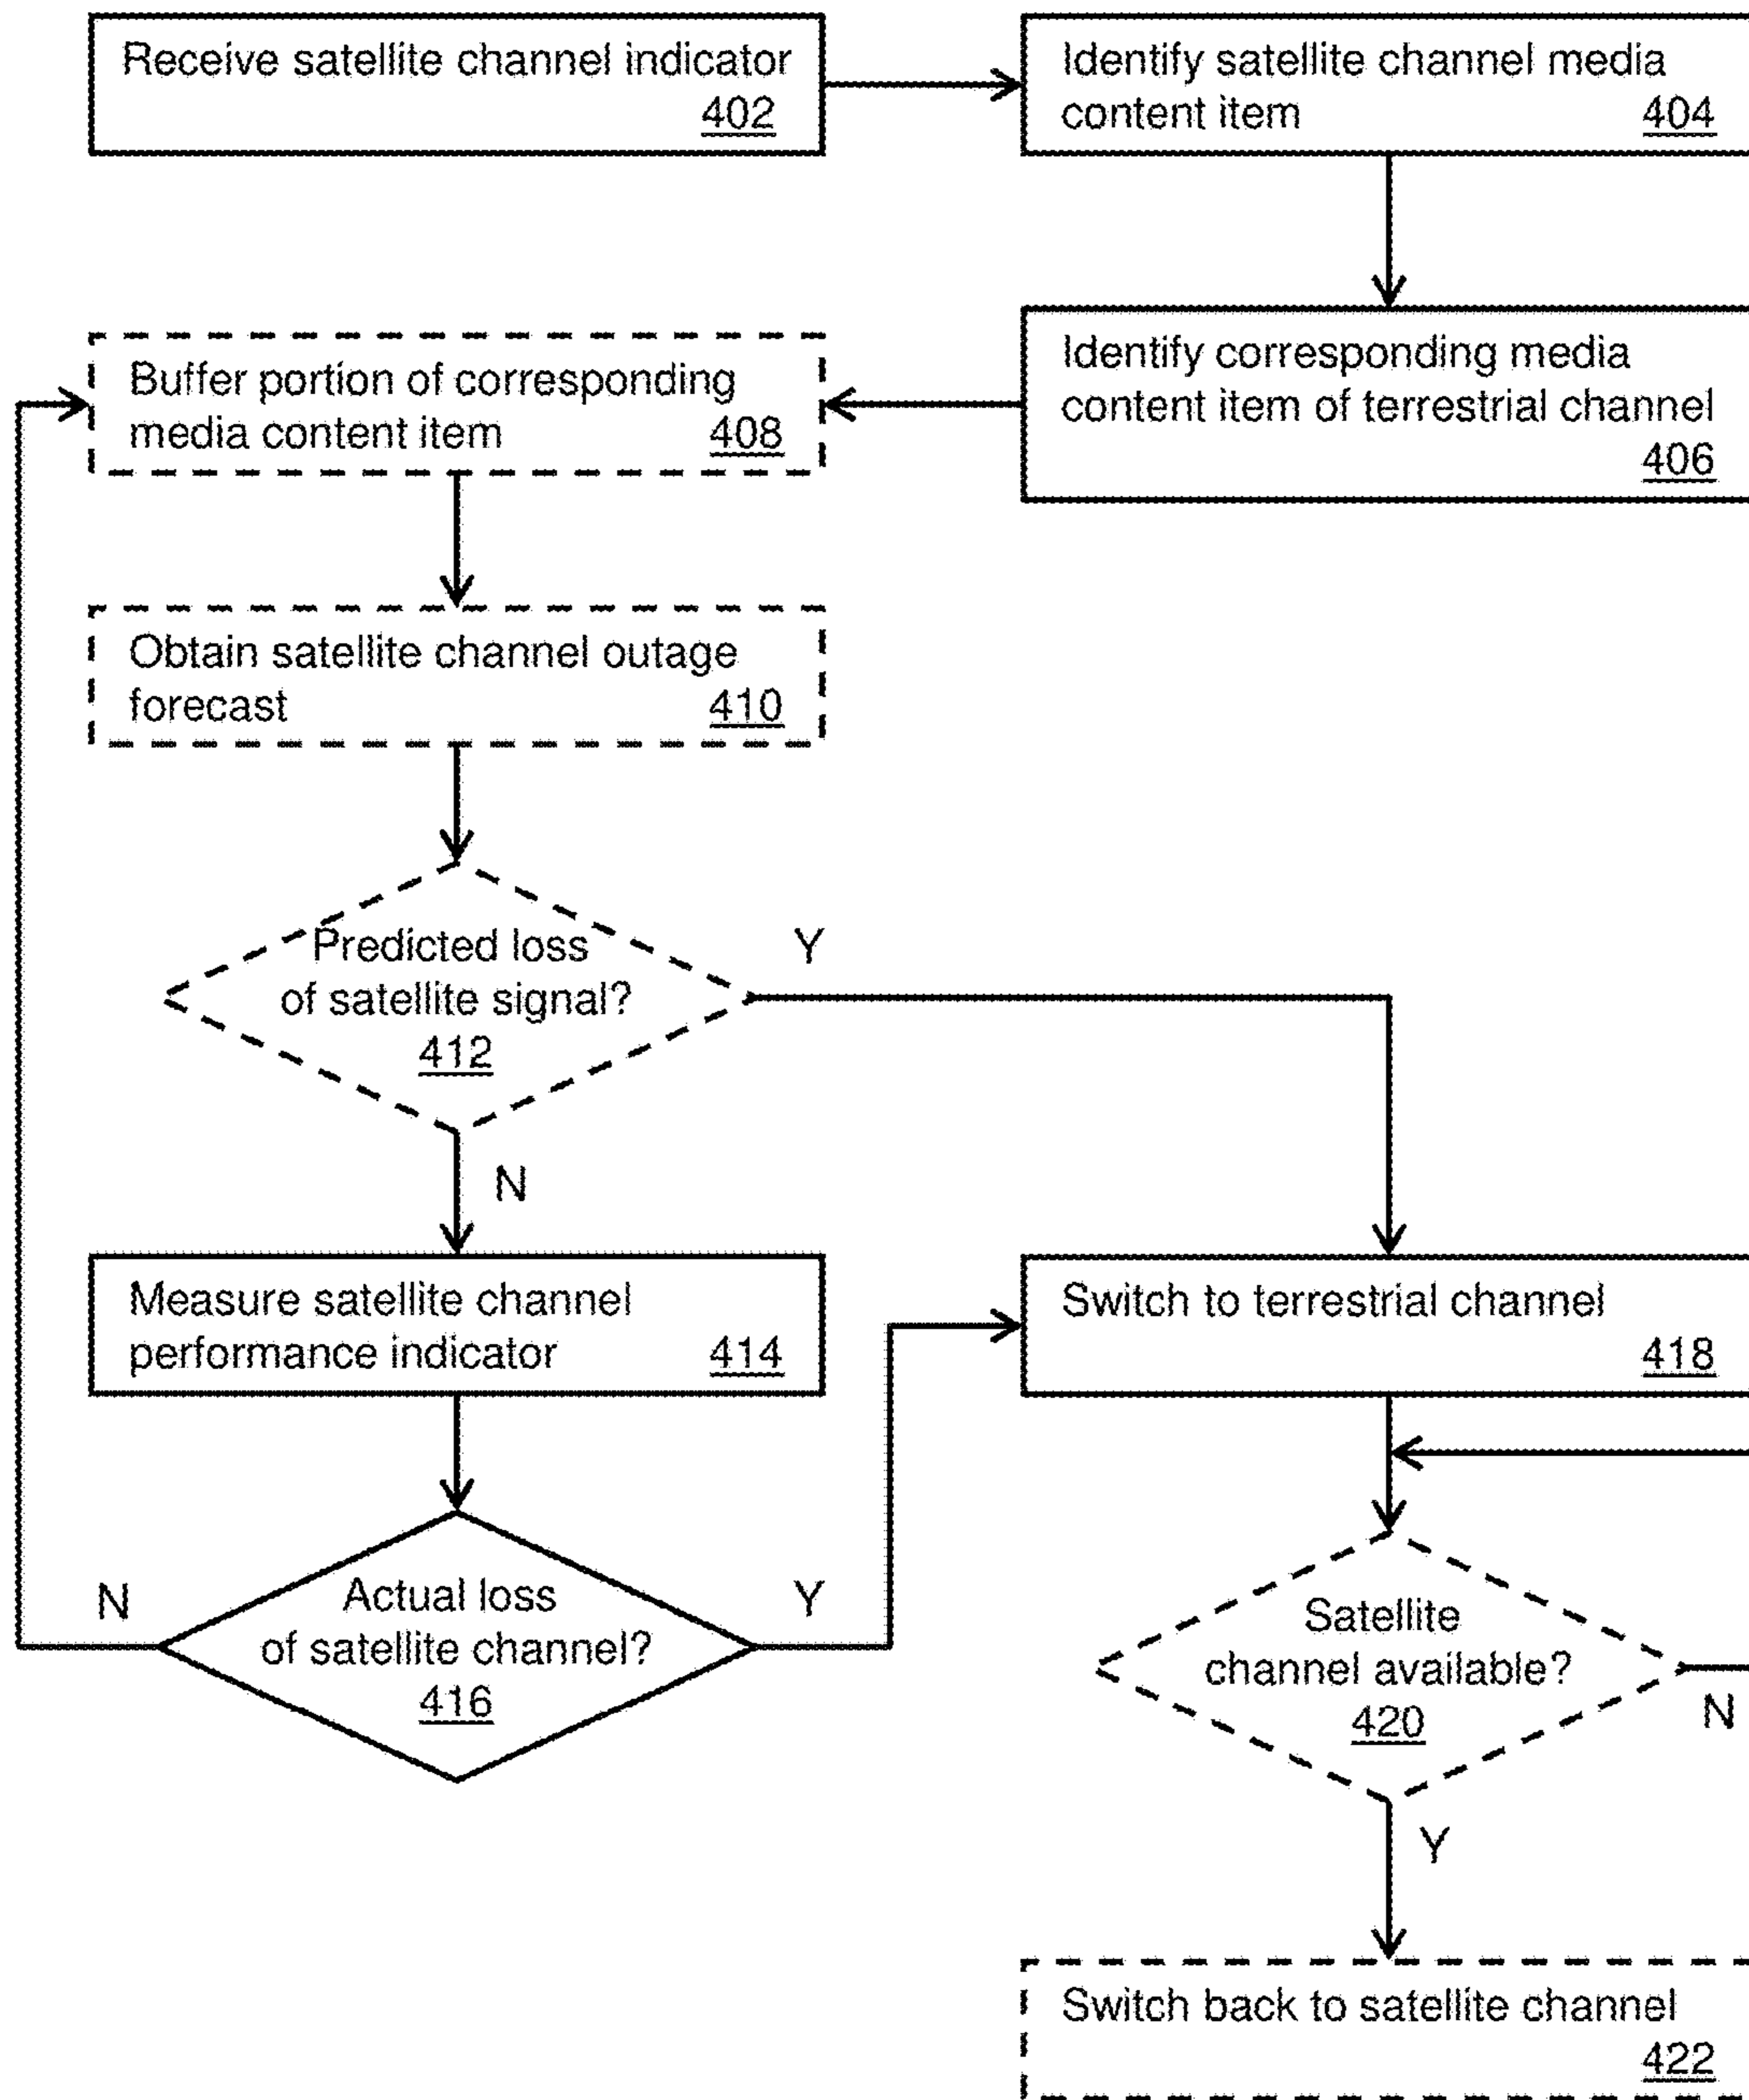 Receive satellite channel indicator
402
Identify satellite channel media
content item 404
Identify corresponding media
content item of terrestrial channel
406
Buffer portion of corresponding
media content item 408
Obtain satellite channel outage
forecast 410
Predicted loss
of satellite signal?
412
Y
N
Measure satellite channel
performance indicator 414
Actual loss
of satellite channel?
416
N
Y
Switch to terrestrial channel
418
Satellite
channel available?
420
N
Y
Switch back to satellite channel
422